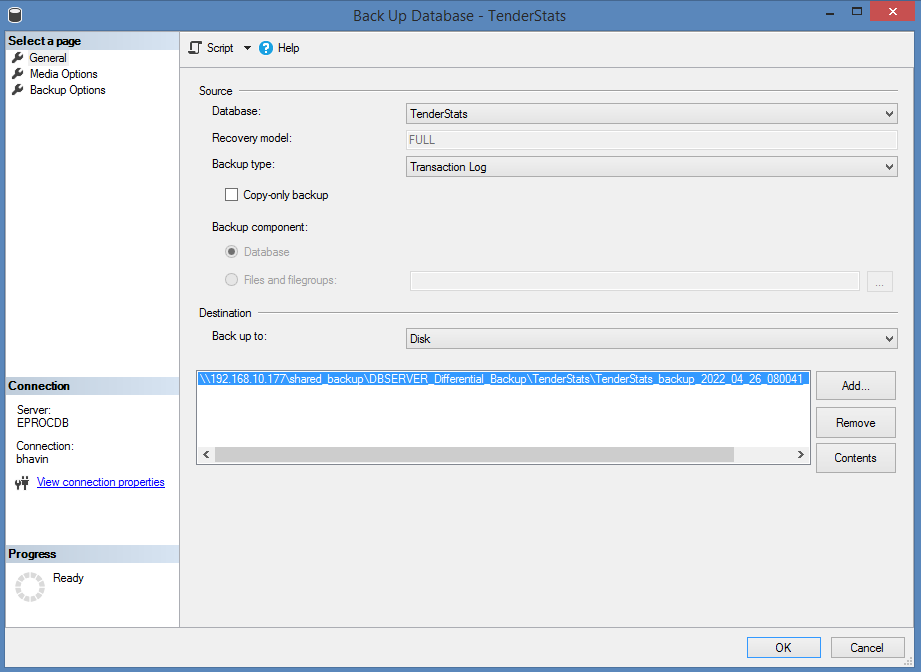 Back Up Database - TenderStats
Select a page
General
Media Options
Backup Options
Script
Help
Source
Database:
TenderStats
Recovery model:
FULL
Backup type:
Transaction Log
Copy-only backup
Backup component:
Database
Files and filegroups:
...
Destination
Back up to:
Disk
\\192.168.10.177\shared_backup\DBSERVER_Differential_Backup\TenderStats\TenderStats_backup_2022_04_26_080041_
Add...
Remove
Contents
Connection
Server:
EPROCDB
Connection:
bhavin
View connection properties
Progress
Ready
OK
Cancel